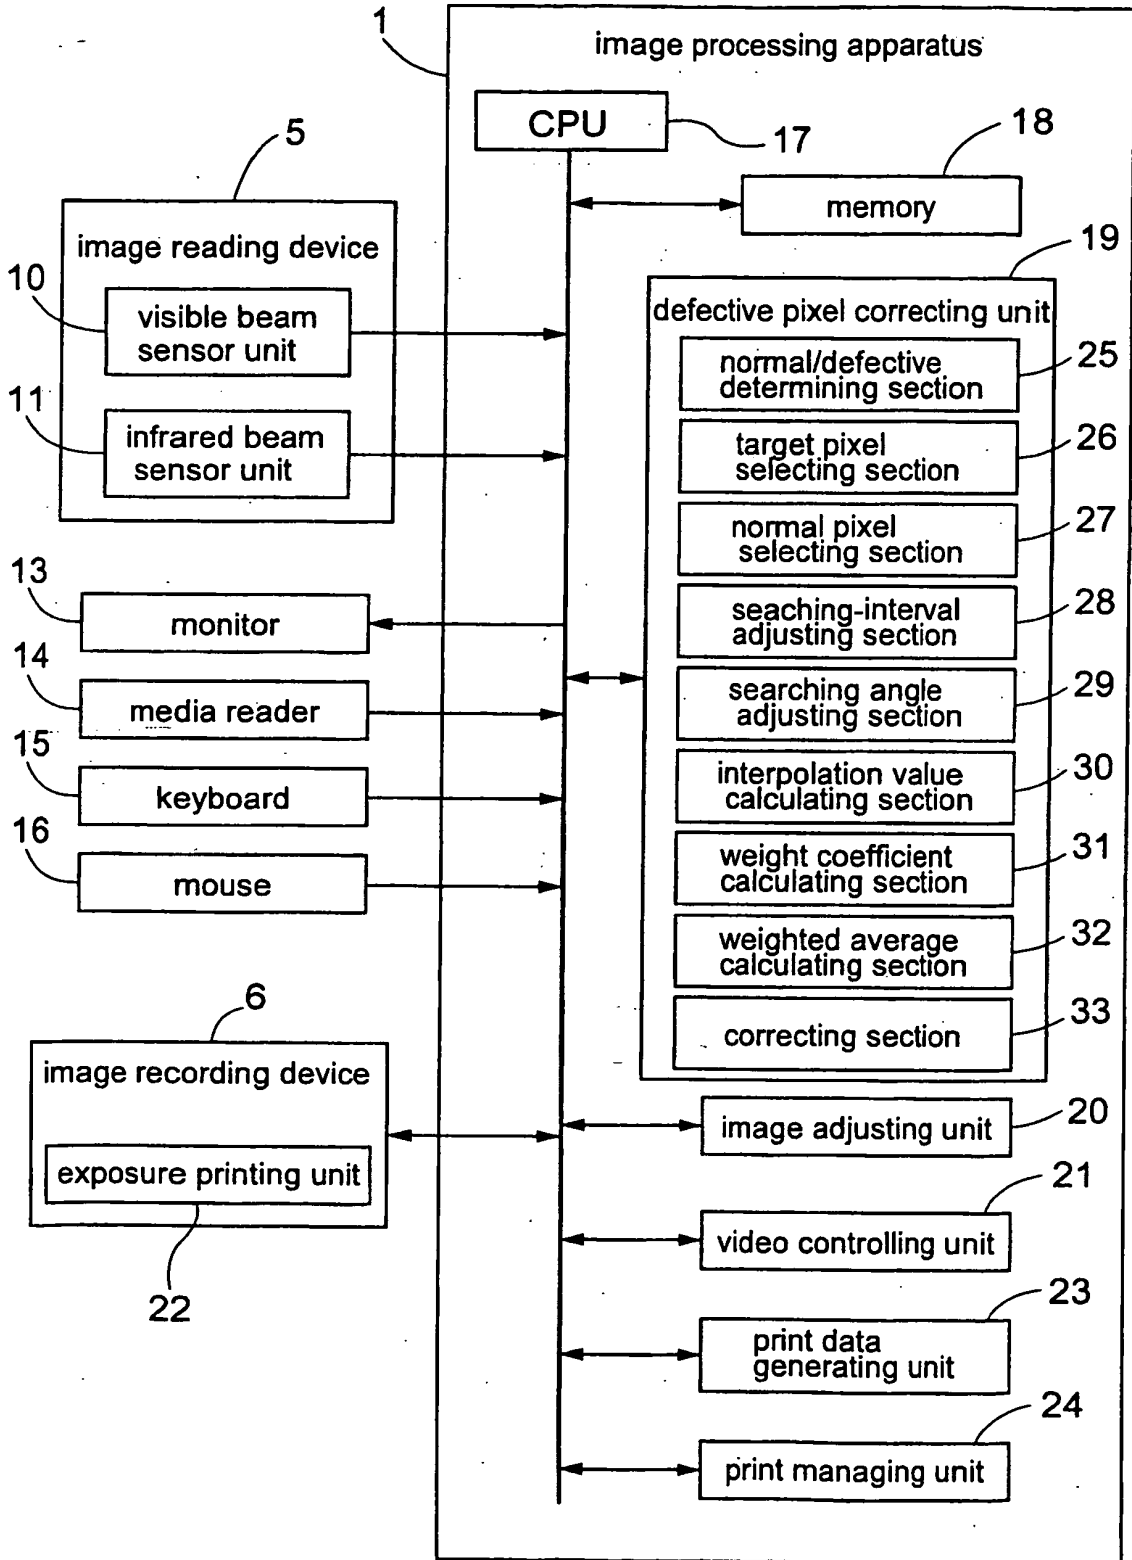 1
image processing apparatus
CPU
17
18
memory
5
image reading device
10
visible beam
sensor unit
11
infrared beam
sensor unit
19
defective pixel correcting unit
normal/defective
determining section
25
target pixel
selecting section
26
normal pixel
selecting section
27
seaching-interval
adjusting section
28
searching angle
adjusting section
29
interpolation value
calculating section
30
weight coefficient
calculating section
31
weighted average
calculating section
32
correcting section
33
13
monitor
14
media reader
15
keyboard
16
mouse
6
image recording device
exposure printing unit
22
image adjusting unit
20
21
video controlling unit
23
print data
generating unit
24
print managing unit